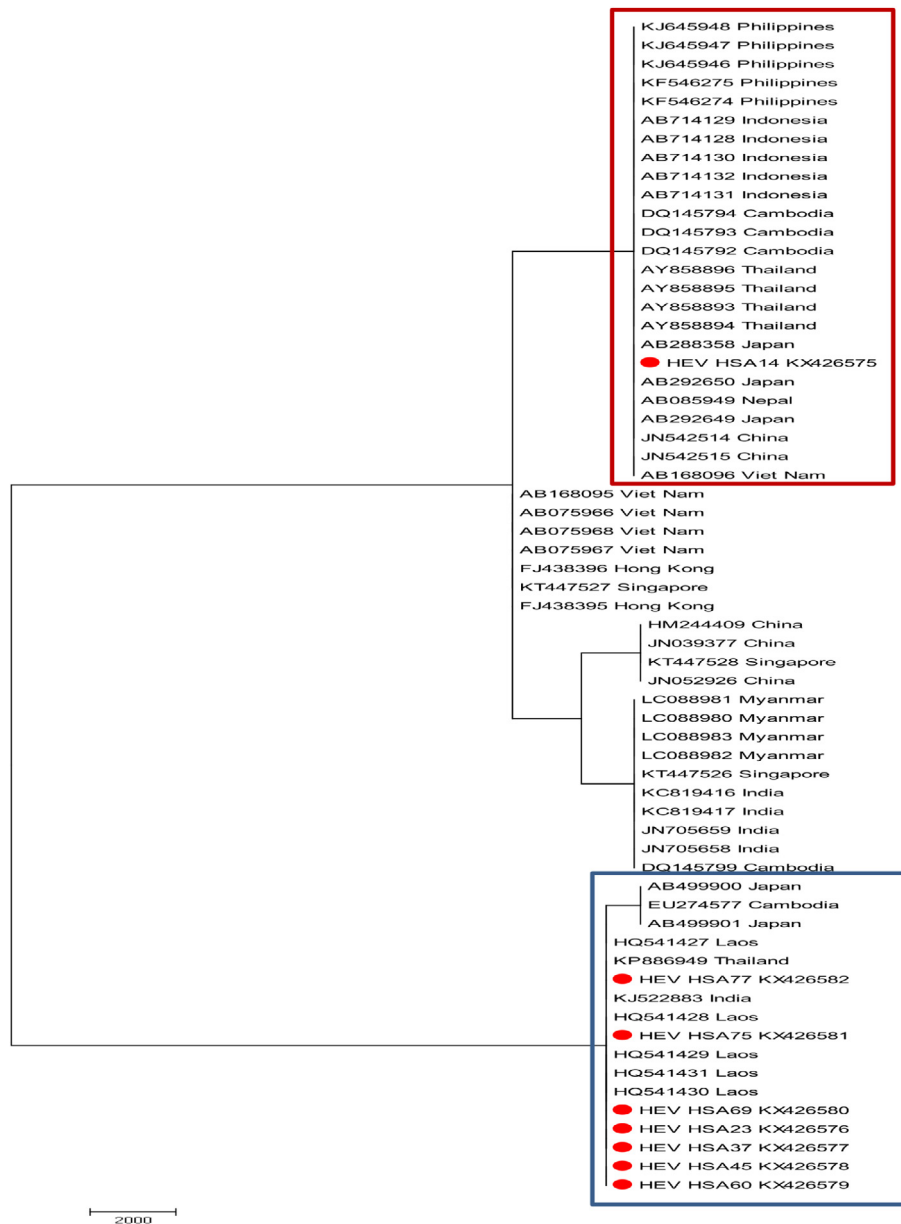 KJ645948 Philippines
KJ645947 Philippines
KJ645946 Philippines
KF546275 Philippines
KF546274 Philippines
AB714129 Indonesia
AB714128 Indonesia
AB714130 Indonesia
AB714132 Indonesia
AB714131 Indonesia
DQ145794 Cambodia
DQ145793 Cambodia
DQ145792 Cambodia
AY858896 Thailand
AY858895 Thailand
AY858893 Thailand
AY858894 Thailand
AB288358 Japan
HEV HSA14 KX426575
AB292650 Japan
AB085949 Nepal
AB292649 Japan
JN542514 China
JN542515 China
AB168096 Viet Nam
AB168095 Viet Nam
AB075966 Viet Nam
AB075968 Viet Nam
AB075967 Viet Nam
FJ438396 Hong Kong
KT447527 Singapore
FJ438395 Hong Kong
HM244409 China
JN039377 China
KT447528 Singapore
JN052926 China
LC088981 Myanmar
LC088980 Myanmar
LC088983 Myanmar
LC088982 Myanmar
KT447526 Singapore
KC819416 India
KC819417 India
JN705659 India
JN705658 India
DQ145799 Cambodia
AB499900 Japan
EU274577 Cambodia
AB499901 Japan
HQ541427 Laos
KP886949 Thailand
HEV HSA77 KX426582
KJ522883 India
HQ541428 Laos
HEV HSA75 KX426581
HQ541429 Laos
HQ541431 Laos
HQ541430 Laos
HEV HSA69 KX426580
HEV HSA23 KX426576
HEV HSA37 KX426577
HEV HSA45 KX426578
HEV HSA60 KX426579
2000